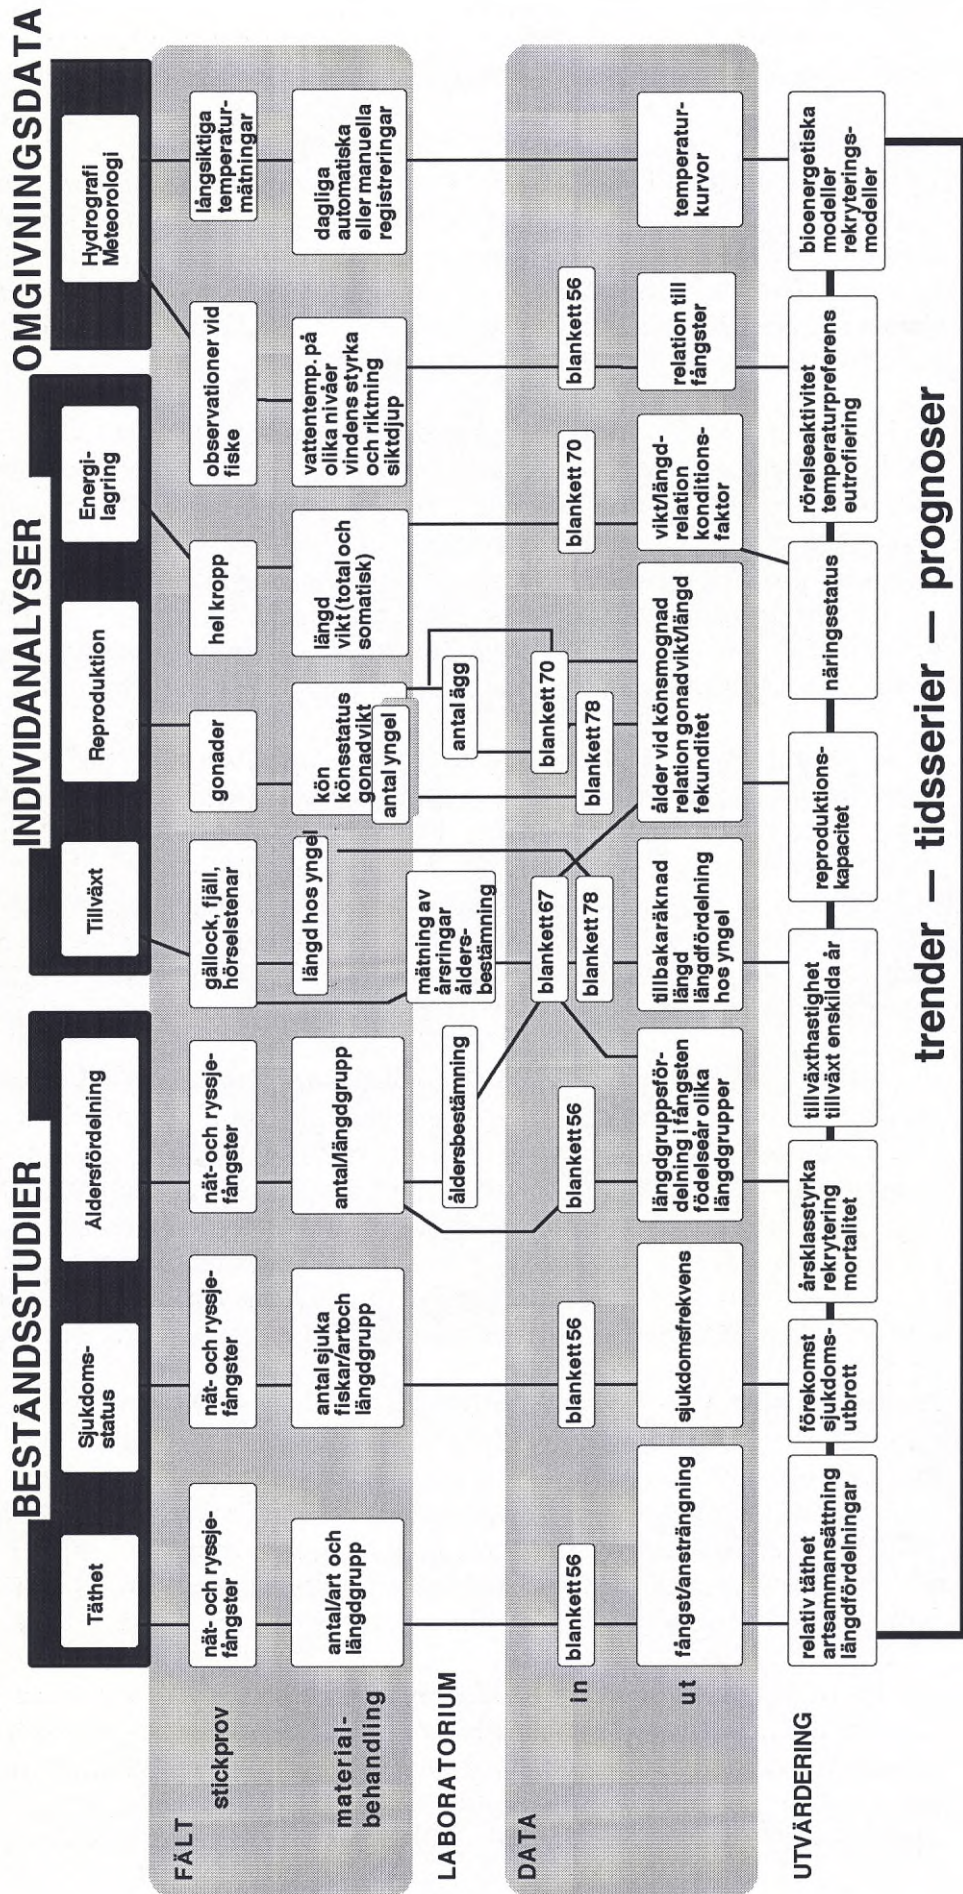 BESTÅNDSSTUDIER
INDIVIDANALYSER
OMGIVNINGSDATA
Täthet
Sjukdoms-
status
Åldersfördelning
Tillväxt
Reproduktion
Energi-
lagring
Hydrografi
Meteorologi
FÄLT
stickprov
nät- och ryssje-
fångster
nät- och ryssje-
fångster
nät- och ryssje-
fångster
gällock, fjäll,
hörselstenar
gonader
hel kropp
observationer vid
fiske
långsiktiga
temperatur-
mätningar
material-
behandling
antal/art och
längdgrupp
antal sjuka
fiskar/artoch
längdgrupp
antal/längdgrupp
längd hos yngel
kön
könsstatus
gonadvikt
antal yngel
längd
vikt (total och
somatisk)
vattentemp. på
olika nivåer
vindens styrka
och riktning
siktdjup
dagliga
automatiska
eller manuella
registreringar
LABORATORIUM
åldersbestämning
mätning av
årsringar
ålders-
bestämning
antal ägg
DATA
in
blankett 56
blankett 56
blankett 56
blankett 67
blankett 78
blankett 70
blankett 78
blankett 70
blankett 56
ut
fångst/ansträngning
sjukdomsfrekvens
längdgruppsför-
delning i fångsten
födelseår olika
längdgrupper
tillbakaräknad
längd
längdfördelning
hos yngel
ålder vid könsmognad
relation gonadvikt/längd
fekunditet
vikt/längd-
relation
konditions-
faktor
relation till
fångster
temperatur-
kurvor
UTVÄRDERING
relativ täthet
artsammansättning
längdfördelningar
förekomst
sjukdoms-
utbrott
årsklasstyrka
rekrytering
mortalitet
tillväxthastighet
tillväxt enskilda år
reproduktions-
kapacitet
näringsstatus
rörelseaktivitet
temperaturpreferens
eutrofiering
bioenergetiska
modeller
rekryterings-
modeller
trender — tidsserier — prognoser